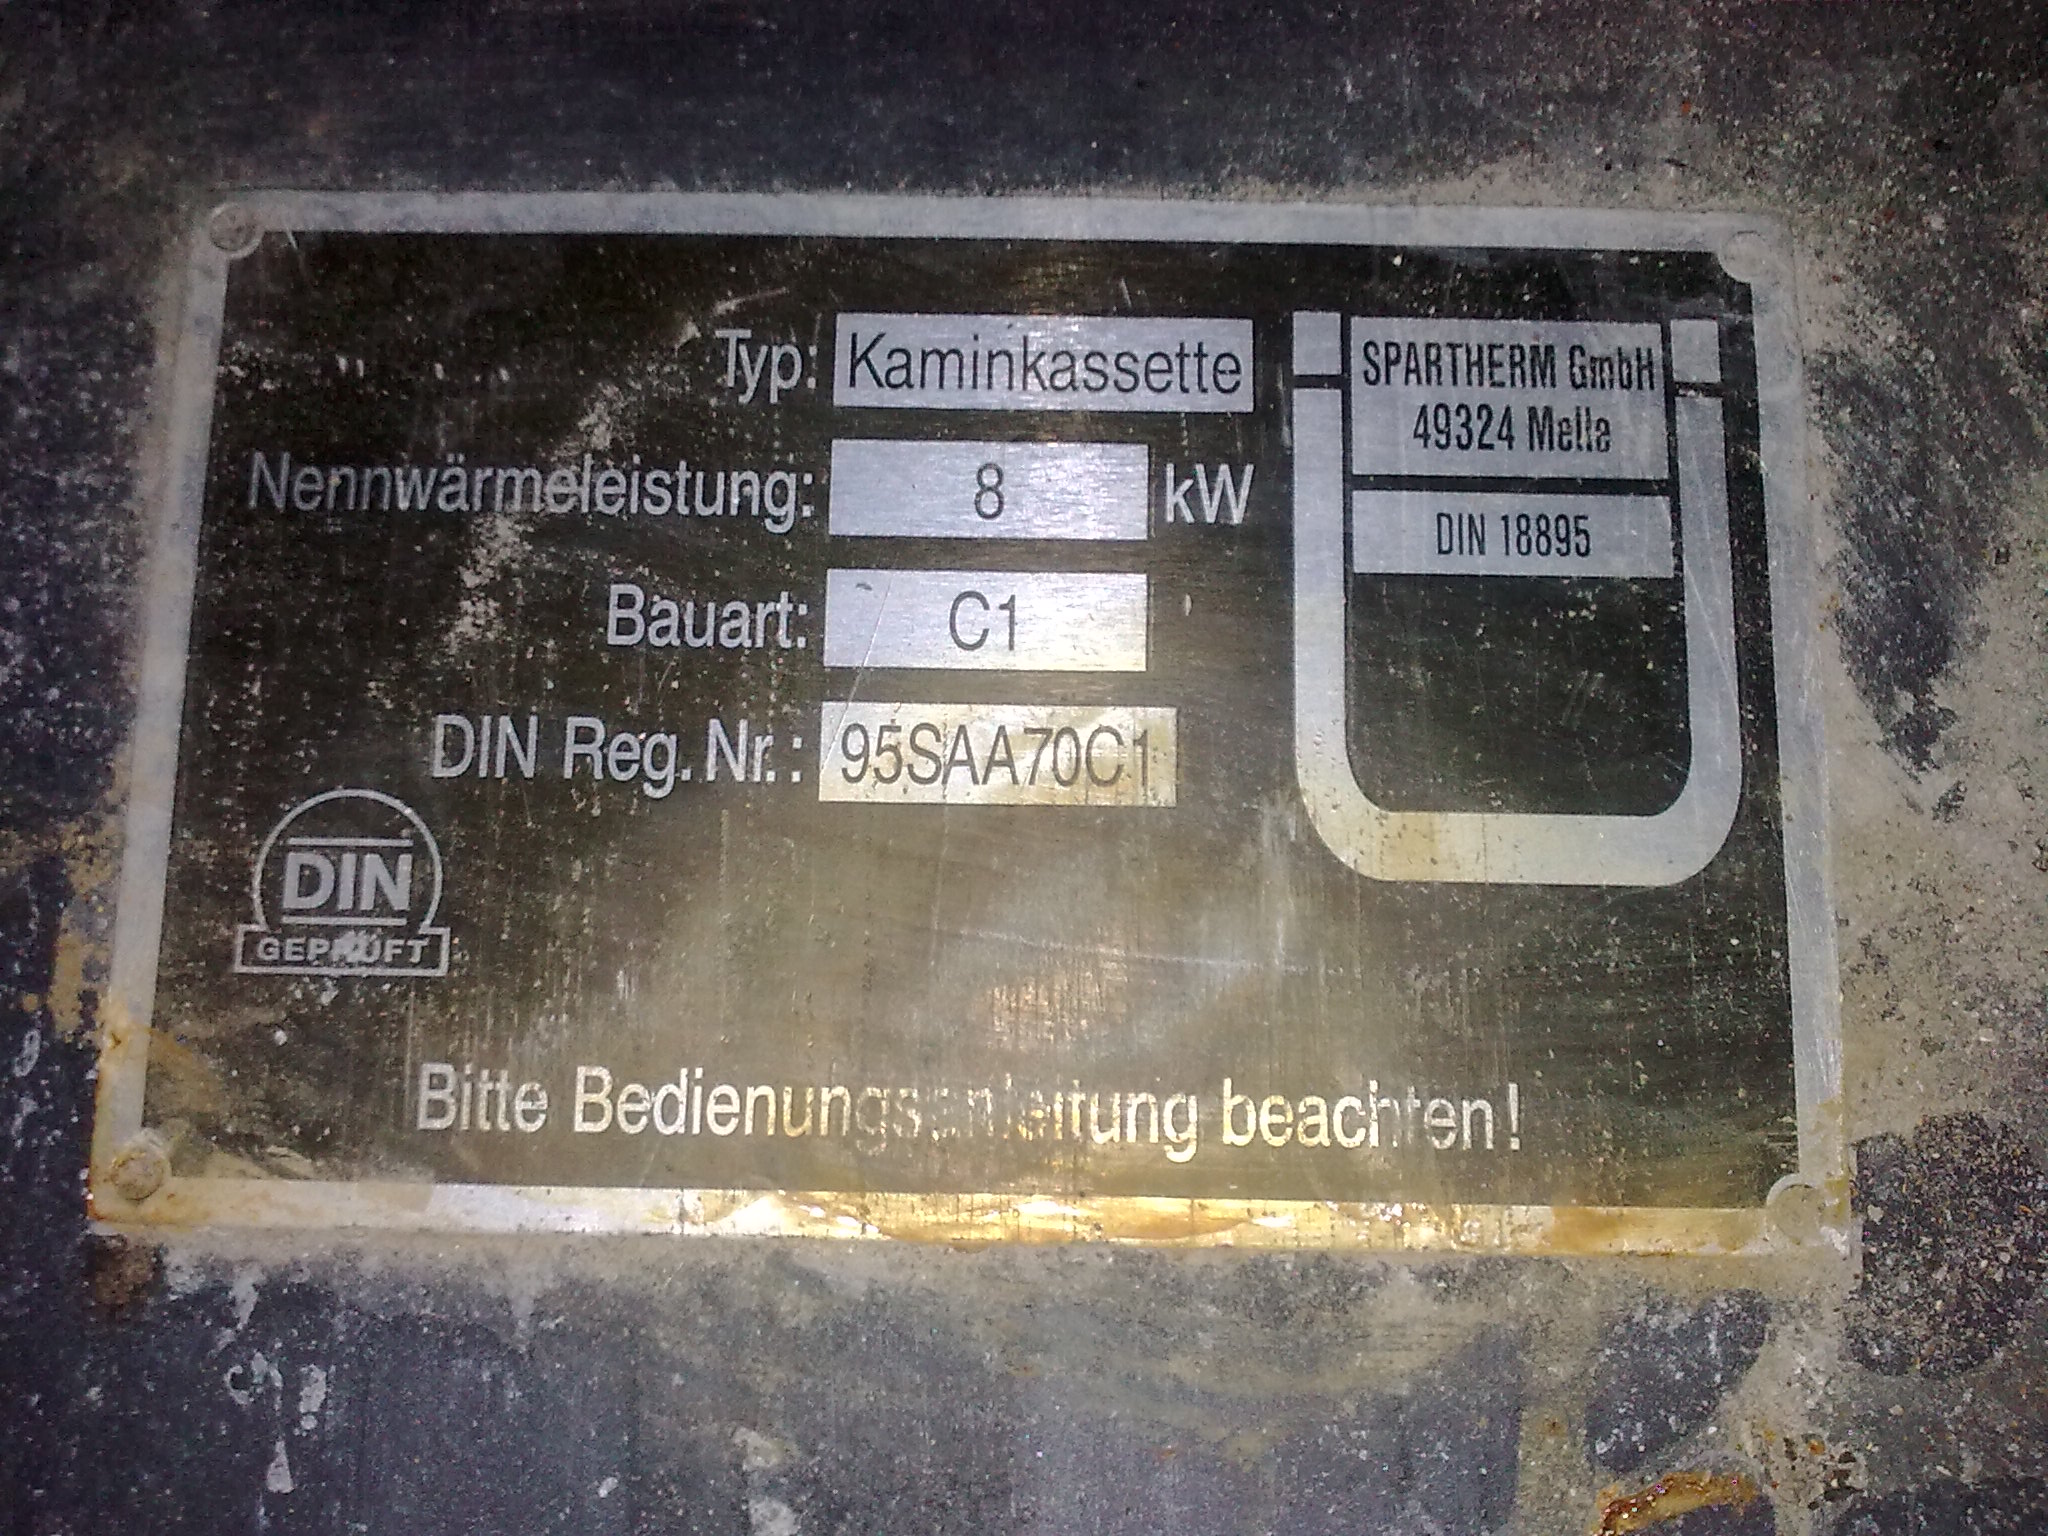 Typ: Kaminkassette
Nennwärmeleistung: 8 kW
Bauart: C1
DIN Reg. Nr.: 95SAA70C1
SPARTHERM GmbH
49324 Melle
DIN 18895
DIN
GEPRÜFT
Bitte Bedienungsanleitung beachten!